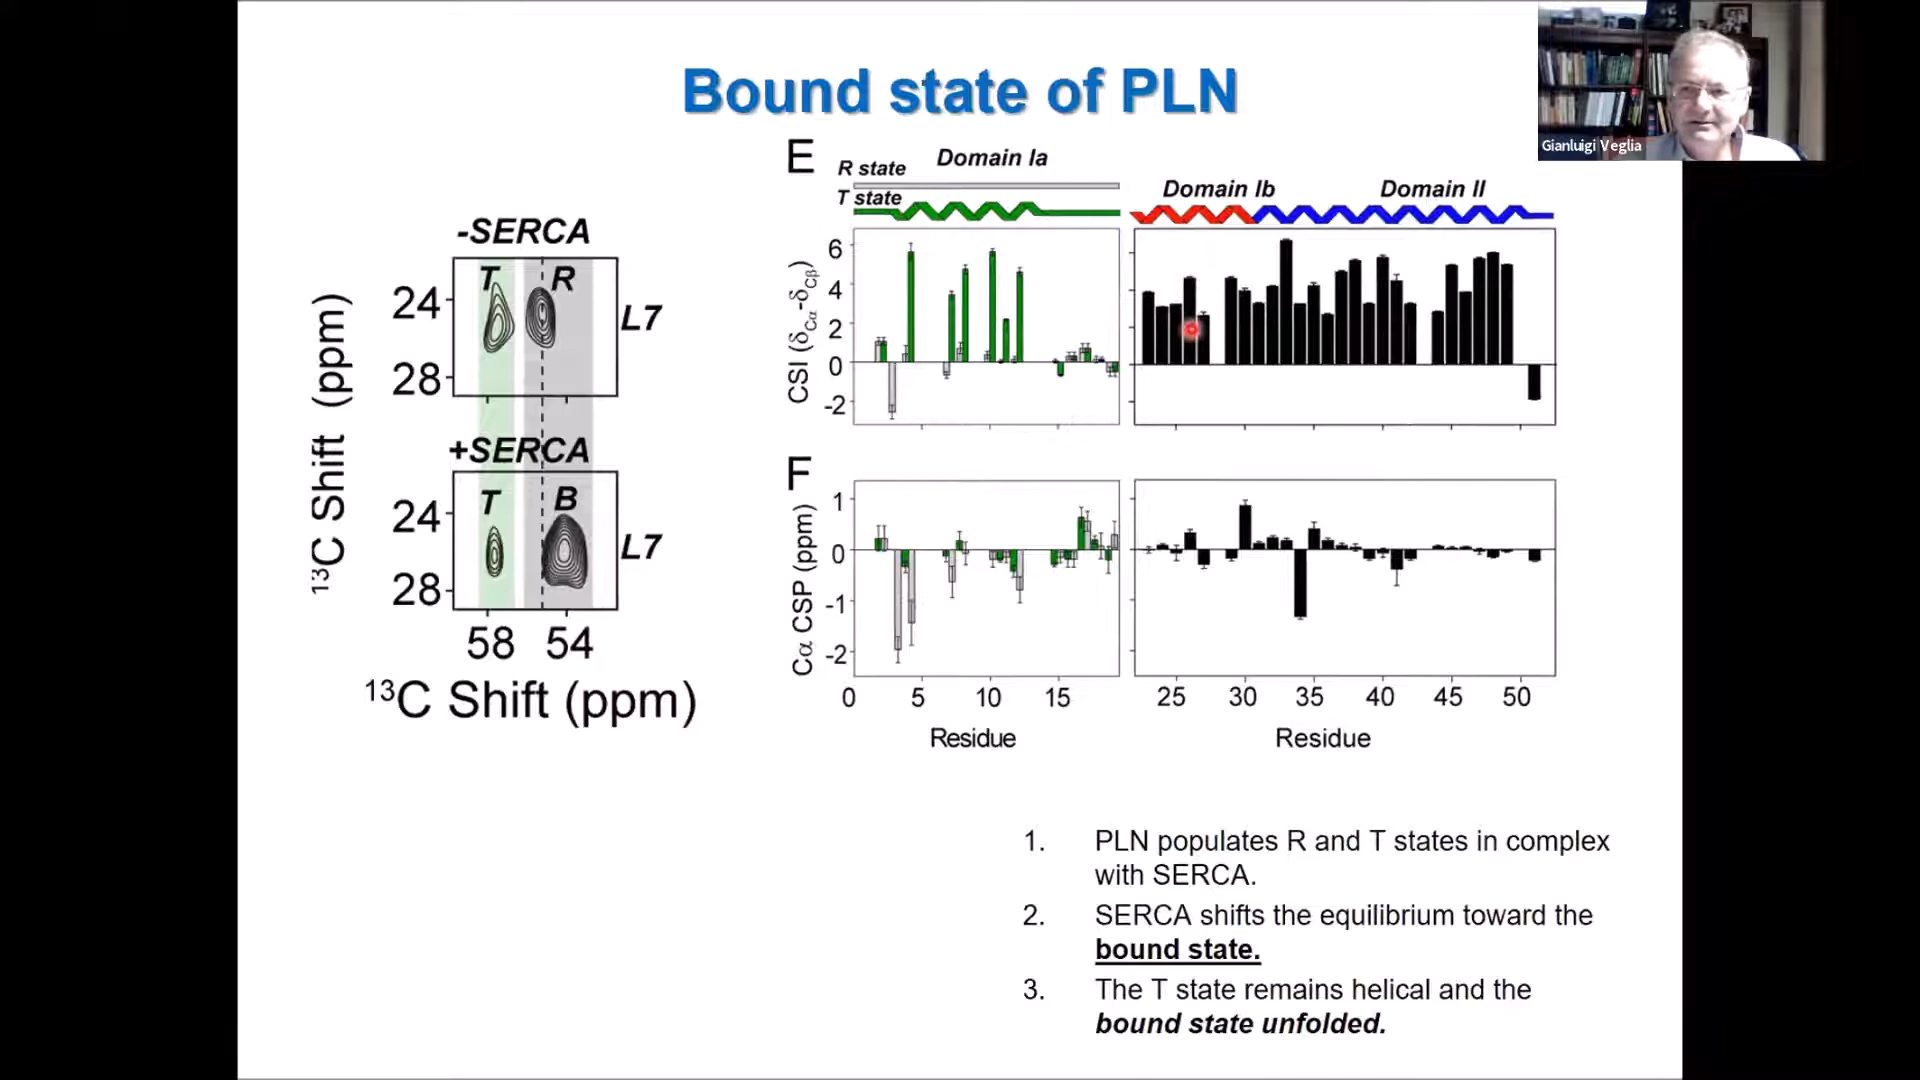 Bound state of PLN
Gianluigi Veglia
-SERCA
T
R
24
28
L7
+SERCA
T
B
24
28
L7
58
54
13C Shift (ppm)
13C Shift (ppm)
E
R state
Domain Ia
T state
Domain Ib
Domain II
6
4
2
0
-2
CSI (δCα-δCβ)
F
1
0
-1
-2
Cα CSP (ppm)
0
5
10
15
25
30
35
40
45
50
Residue
Residue
1. PLN populates R and T states in complex
with SERCA.
2. SERCA shifts the equilibrium toward the
bound state.
3. The T state remains helical and the
bound state unfolded.